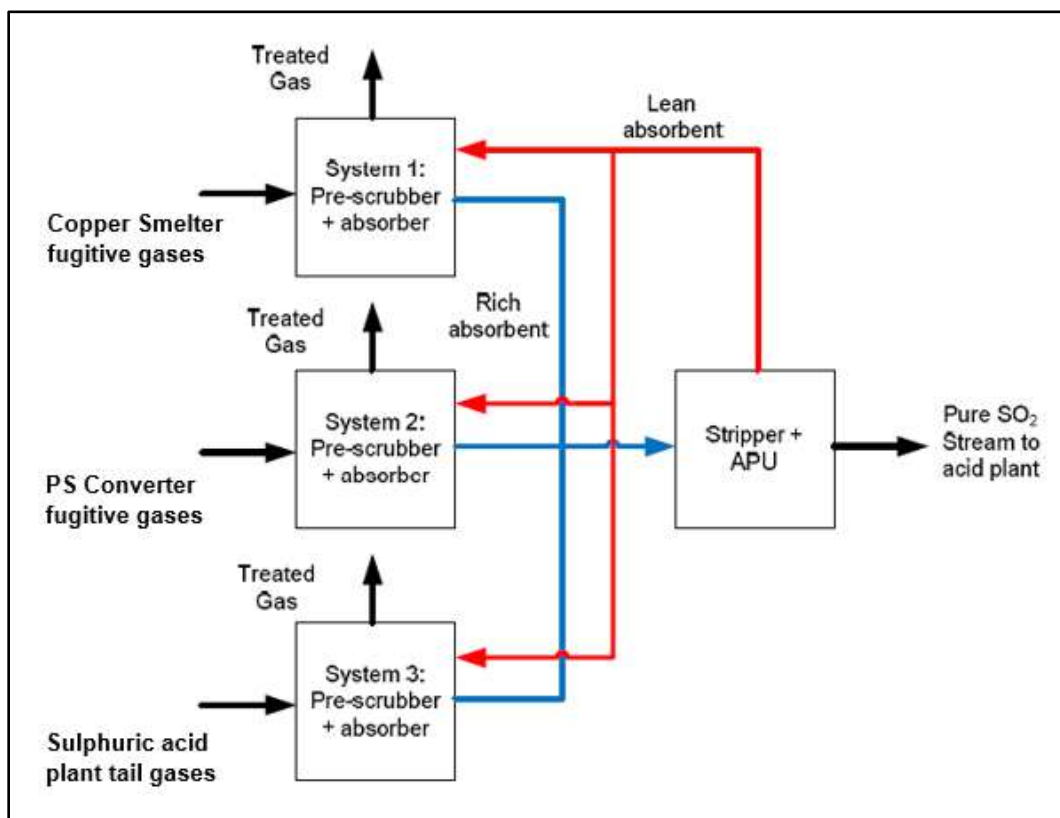 Treated
Gas
Lean
absorbent
System 1:
Pre-scrubber
+ absorber
Copper Smelter
fugitive gases
Rich
absorbent
Treated
Gas
System 2:
Pre-scrubber
+ absorber
Stripper +
APU
Pure SO₂
Stream to
acid plant
PS Converter
fugitive gases
Treated
Gas
System 3:
Pre-scrubber
+ absorber
Sulphuric acid
plant tail gases